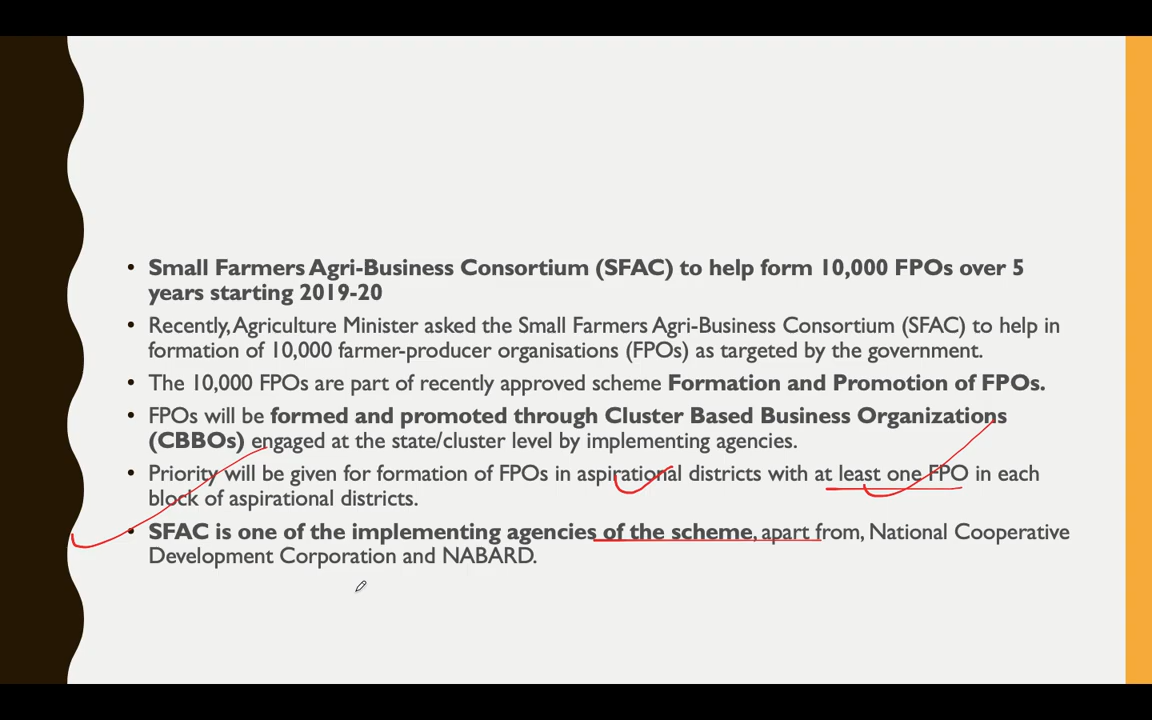 • Small Farmers Agri-Business Consortium (SFAC) to help form 10,000 FPOs over 5
years starting 2019-20
• Recently, Agriculture Minister asked the Small Farmers Agri-Business Consortium (SFAC) to help in
formation of 10,000 farmer-producer organisations (FPOs) as targeted by the government.
• The 10,000 FPOs are part of recently approved scheme Formation and Promotion of FPOs.
• FPOs will be formed and promoted through Cluster Based Business Organizations
(CBBOs) engaged at the state/cluster level by implementing agencies.
• Priority will be given for formation of FPOs in aspirational districts with at least one FPO in each
block of aspirational districts.
• SFAC is one of the implementing agencies of the scheme, apart from, National Cooperative
Development Corporation and NABARD.